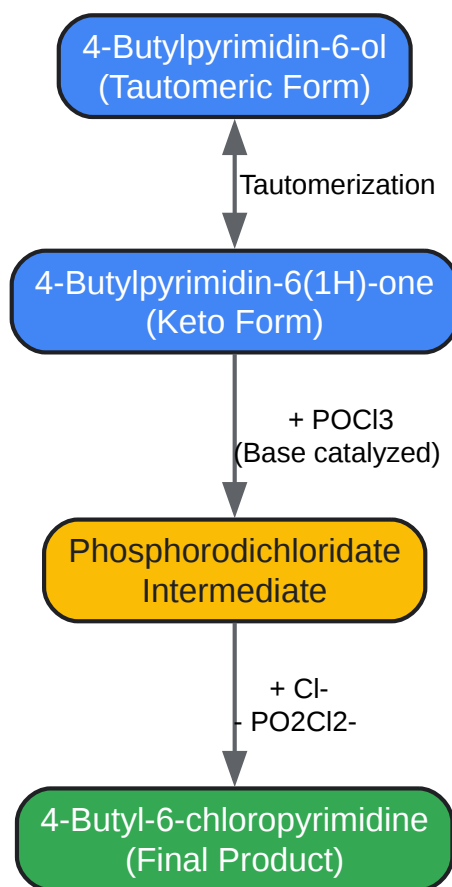 4-Butylpyrimidin-6-ol
(Tautomeric Form)
Tautomerization
4-Butylpyrimidin-6(1H)-one
(Keto Form)
+ POCl3
(Base catalyzed)
Phosphorodichloridate
Intermediate
+ Cl-
- PO2Cl2-
4-Butyl-6-chloropyrimidine
(Final Product)